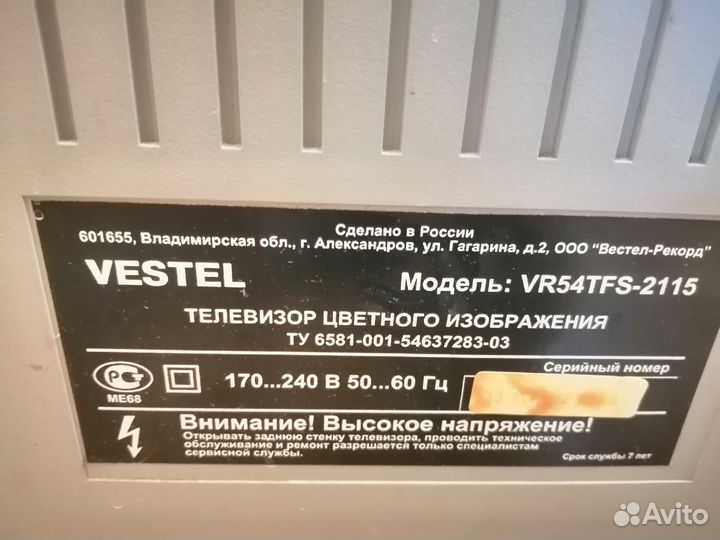 Сделано в России
601655, Владимирская обл., г. Александров, ул. Гагарина, д.2, ООО "Вестел-Рекорд"
VESTEL
Модель: VR54TFS-2115
ТЕЛЕВИЗОР ЦВЕТНОГО ИЗОБРАЖЕНИЯ
ТУ 6581-001-54637283-03
РСТ
МЕ68
170...240 В 50...60 Гц
Серийный номер
Внимание! Высокое напряжение!
Открывать заднюю стенку телевизора, проводить техническое
обслуживание и ремонт разрешается только специалистам
сервисной службы.
Срок службы 7 лет
Avito